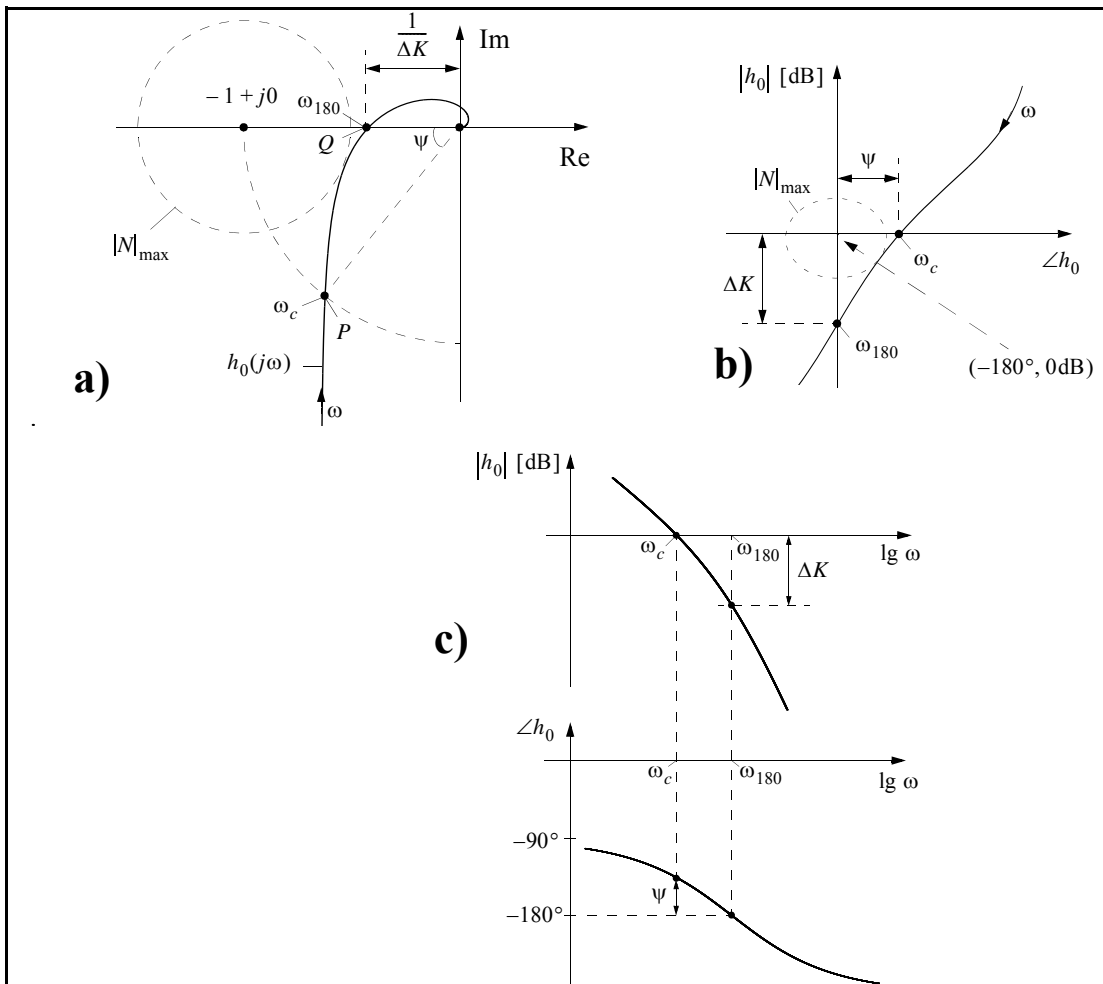 1
ΔK
Im
−1 + j0
ω180
Q
ψ
Re
|N|max
ωc
P
h0(jω)
ω
a)
|h0| [dB]
ω
ψ
|N|max
ωc
∠h0
ΔK
ω180
(−180°, 0dB)
b)
|h0| [dB]
ωc
ω180
lg ω
ΔK
c)
∠h0
ωc
ω180
lg ω
−90°
ψ
−180°